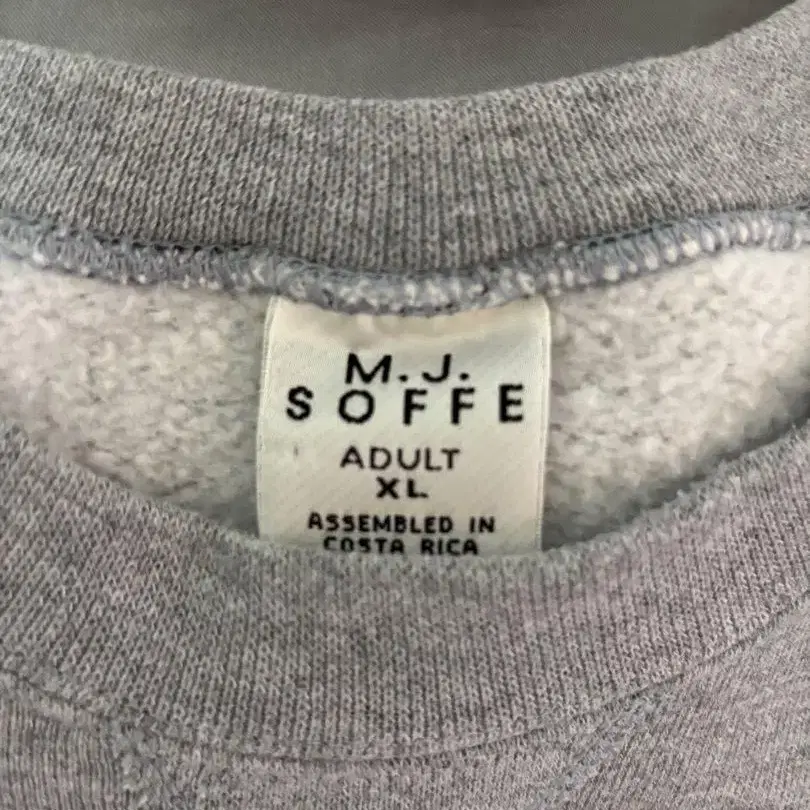 M.J.
SOFFE
ADULT
XL
ASSEMBLED IN
COSTA RICA